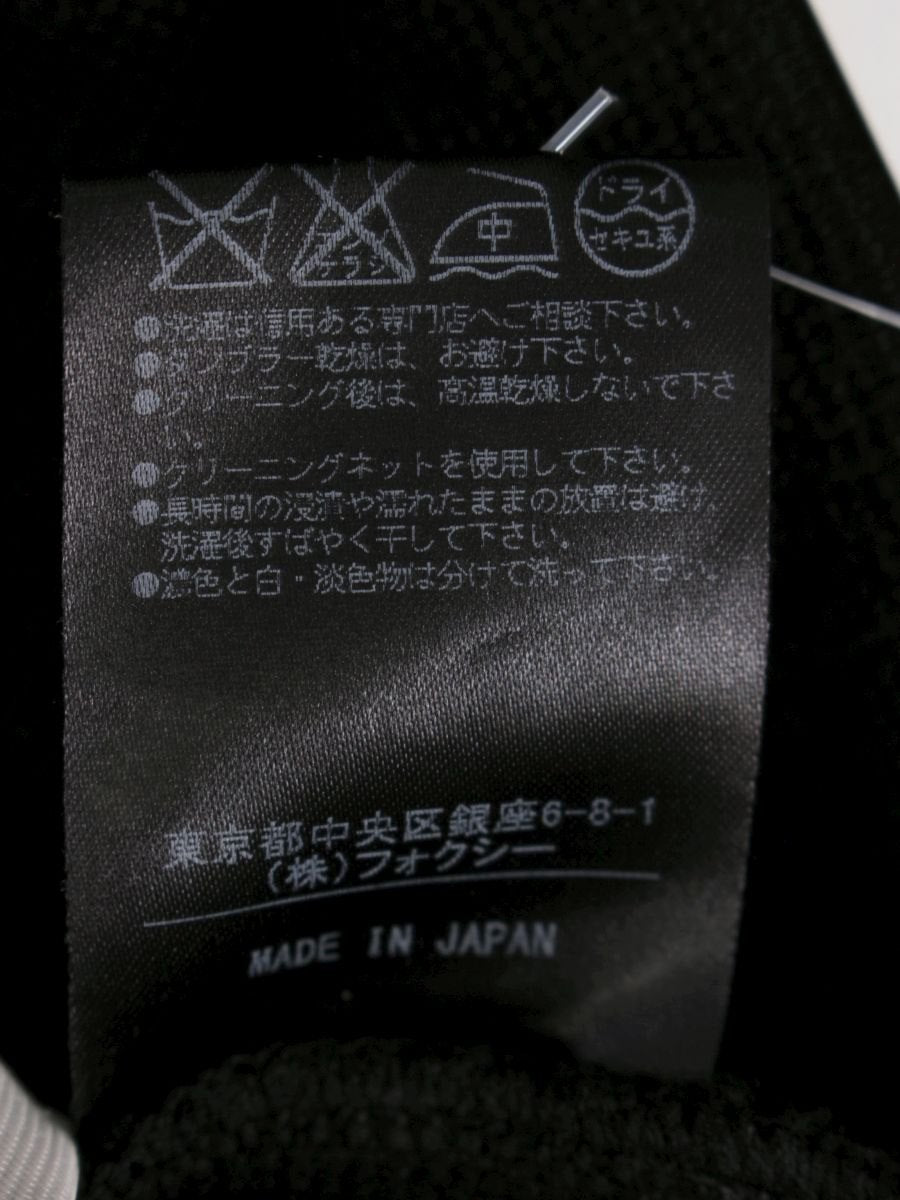 中 ドライ セキユ系
●洗濯は信用ある専門店へご相談下さい。
●タンブラー乾燥は、お避け下さい。
●クリーニング後は、高温乾燥しないで下さ
い。
●クリーニングネットを使用して下さい。
●長時間の浸漬や濡れたままの放置は避け、
洗濯後すばやく干して下さい。
●濃色と白・淡色物は分けて洗って下さい。
東京都中央区銀座6-8-1
(株)フォクシー
MADE IN JAPAN